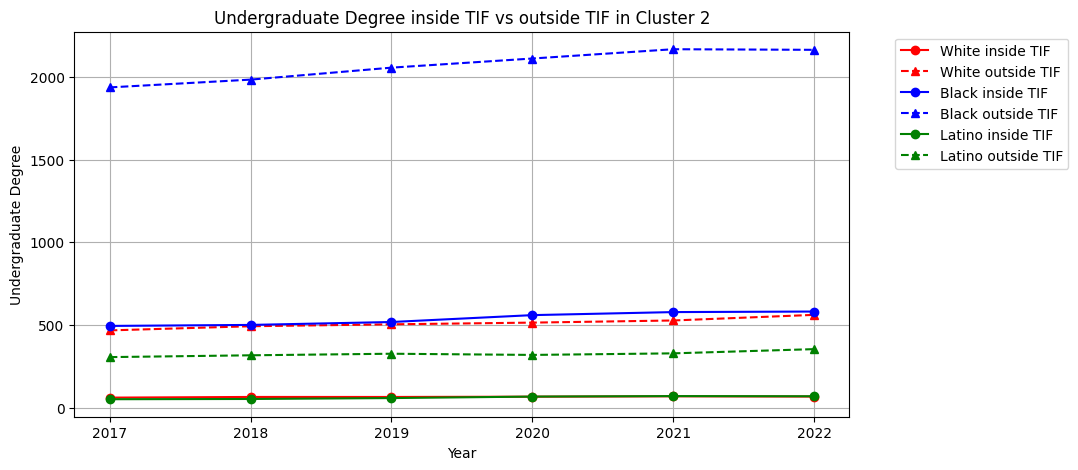 Undergraduate Degree inside TIF vs outside TIF in Cluster 2
Undergraduate Degree
2000
1500
1000
500
0
2017 2018 2019 2020 2021 2022
Year
White inside TIF
White outside TIF
Black inside TIF
Black outside TIF
Latino inside TIF
Latino outside TIF